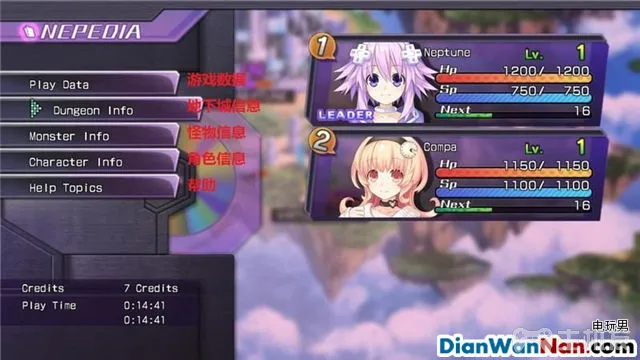 NEPEDIA
Play Data 游戏数据
Dungeon Info 地下城信息
Monster Info 怪物信息
Character Info 角色信息
Help Topics 帮助
1 Neptune Lv. 1
Hp 1200/ 1200
Sp 750/ 750
LEADER Next 16
2 Compa Lv. 1
Hp 1150/ 1150
Sp 1100/ 1100
Next 16
Credits 7 Credits
Play Time 0:14:41
0:14:41
电玩男
DianWanNan.com